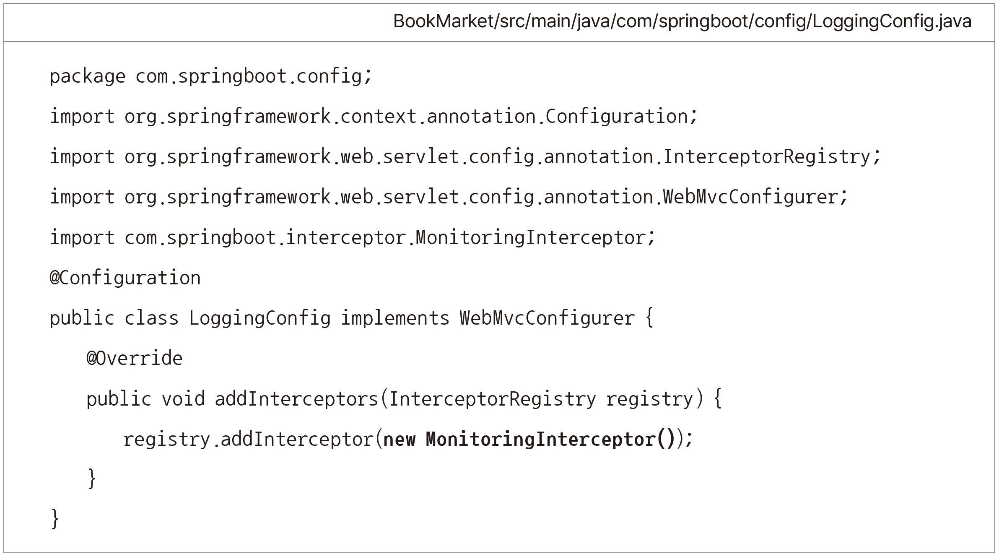 BookMarket/src/main/java/com/springboot/config/LoggingConfig.java
package com.springboot.config;
import org.springframework.context.annotation.Configuration;
import org.springframework.web.servlet.config.annotation.InterceptorRegistry;
import org.springframework.web.servlet.config.annotation.WebMvcConfigurer;
import com.springboot.interceptor.MonitoringInterceptor;
@Configuration
public class LoggingConfig implements WebMvcConfigurer {
@Override
public void addInterceptors(InterceptorRegistry registry) {
registry.addInterceptor(new MonitoringInterceptor());
}
}